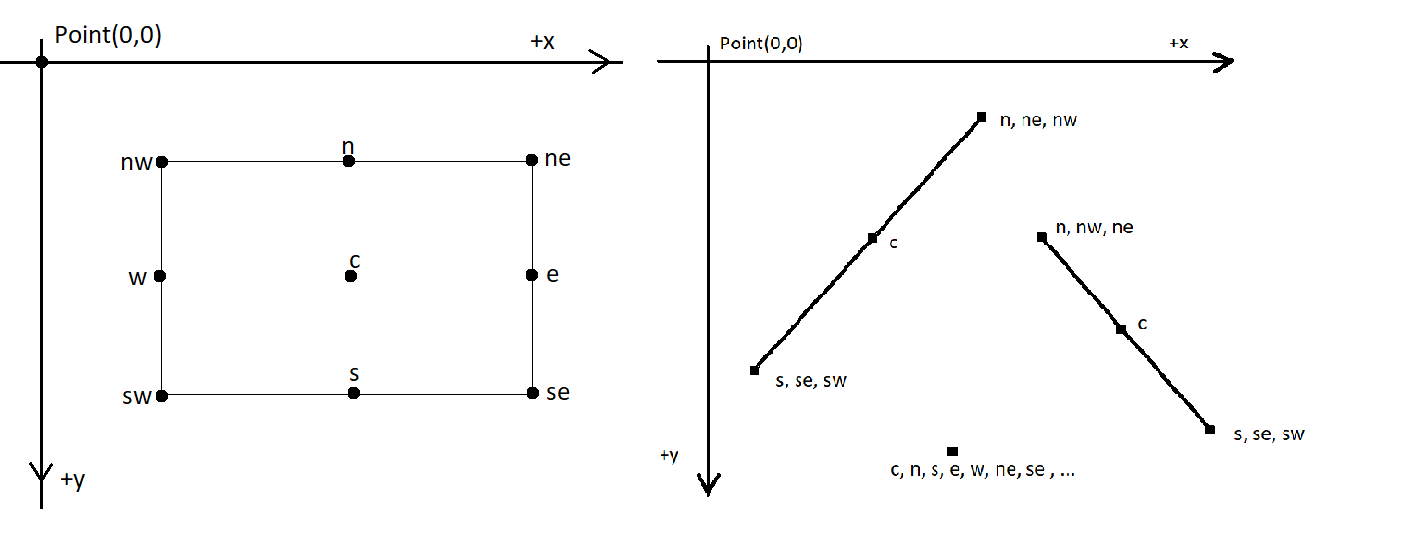 Point(0,0)
+x
nw
n
ne
w
c
e
sw
s
se
+y
Point(0,0)
+x
n, ne, nw
c
n, nw, ne
c
s, se, sw
s, se, sw
+y
c, n, s, e, w, ne, se , ...